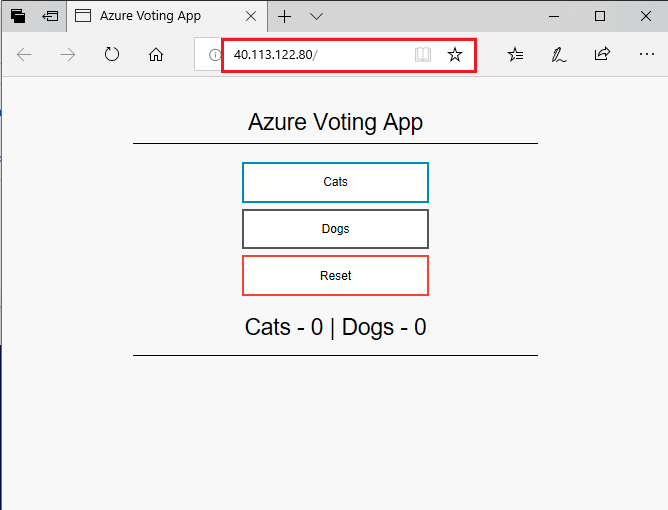 Azure Voting App
40.113.122.80/
Azure Voting App
Cats
Dogs
Reset
Cats - 0 | Dogs - 0